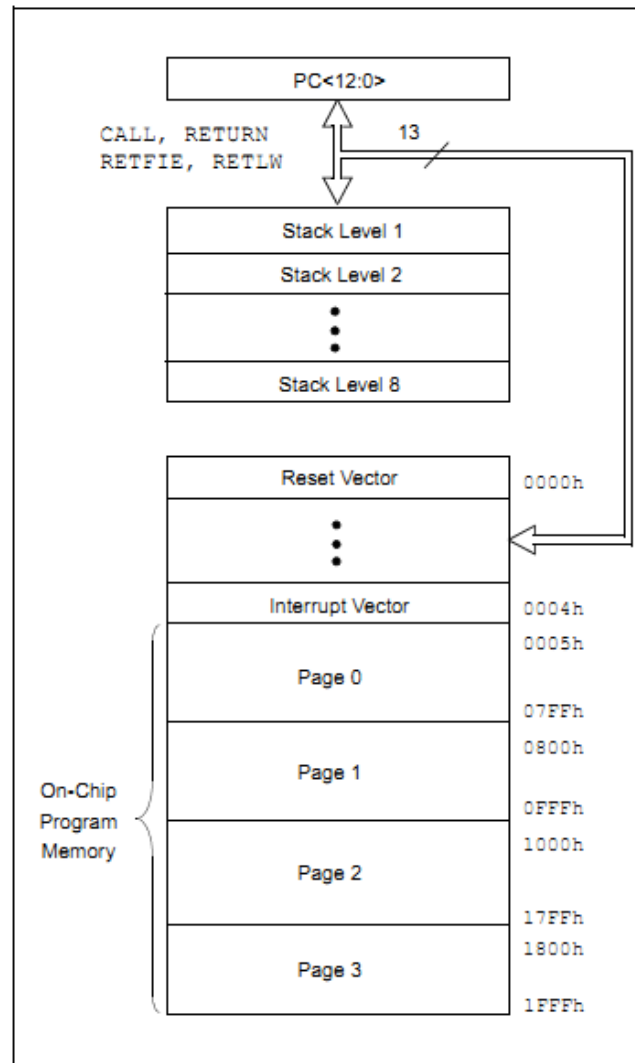 PC<12:0>
CALL, RETURN
RETFIE, RETLW
13
Stack Level 1
Stack Level 2
Stack Level 8
Reset Vector
0000h
Interrupt Vector
0004h
0005h
Page 0
07FFh
0800h
Page 1
0FFFh
On-Chip
Program
Memory
1000h
Page 2
17FFh
1800h
Page 3
1FFFh